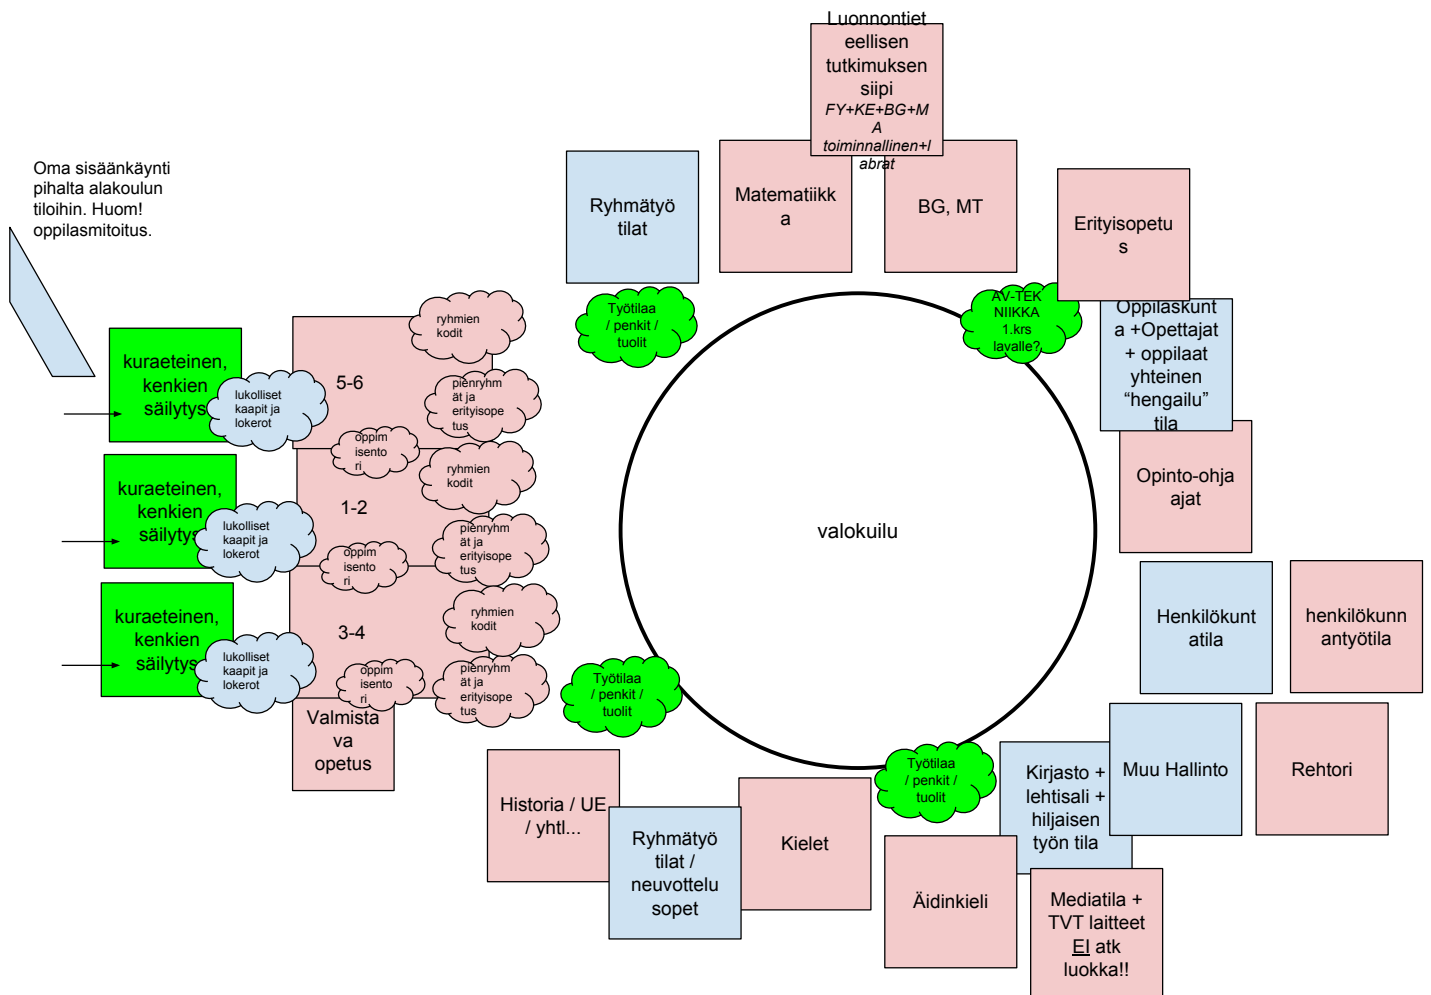 Luonnontiet
eellisen
tutkimuksen
siipi
FY+KE+BG+M
A
toiminnallinen+l
abrat
Oma sisäänkäynti
pihalta alakoulun
tiloihin. Huom!
oppilasmitoitus.
Ryhmätyö
tilat
Matematiikk
a
BG, MT
Erityisopetu
s
Työtilaa
/ penkit /
tuolit
AV-TEK
NIIKKA
1.krs
lavalle?
Oppilaskunt
a +Opettajat
+ oppilaat
yhteinen
“hengailu”
tila
ryhmien
kodit
kuraeteinen,
kenkien
säilytys
lukolliset
kaapit ja
lokerot
5-6
pienryhm
ät ja
erityisope
tus
oppim
isento
ri
ryhmien
kodit
Opinto-ohja
ajat
kuraeteinen,
kenkien
säilytys
lukolliset
kaapit ja
lokerot
1-2
pienryhm
ät ja
erityisope
tus
oppim
isento
ri
valokuilu
kuraeteinen,
kenkien
säilytys
lukolliset
kaapit ja
lokerot
3-4
ryhmien
kodit
pienryhm
ät ja
erityisope
tus
oppim
isento
ri
Henkilökunt
atila
henkilökunn
antyötila
Työtilaa
/ penkit /
tuolit
Valmista
va
opetus
Historia / UE
/ yhtl...
Ryhmätyö
tilat /
neuvottelu
sopet
Kielet
Työtilaa
/ penkit /
tuolit
Kirjasto +
lehtisali +
hiljaisen
työn tila
Muu Hallinto
Rehtori
Äidinkieli
Mediatila +
TVT laitteet
EI atk
luokka!!